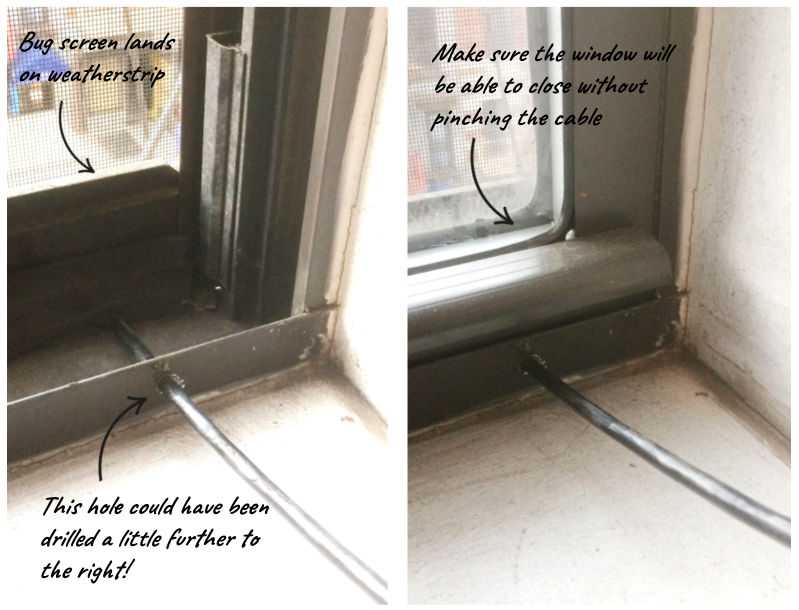 Bug screen lands
on weatherstrip
This hole could have been
drilled a little further to
the right!
Make sure the window will
be able to close without
pinching the cable